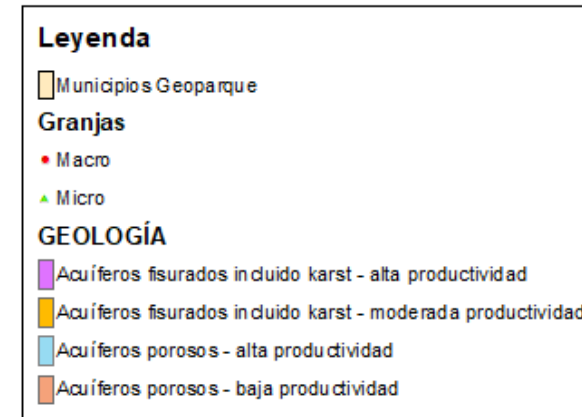 Leyenda
Municipios Geoparque
Granjas
Macro
Micro
GEOLOGÍA
Acuíferos fisurados incluido karst - alta productividad
Acuíferos fisurados incluido karst - moderada productividad
Acuíferos porosos - alta productividad
Acuíferos porosos - baja productividad